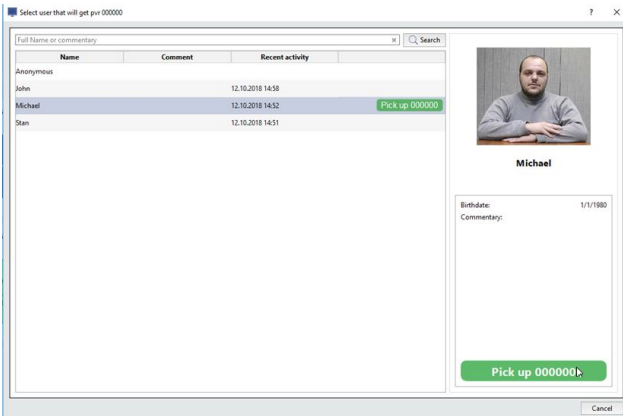 Select user that will get pvr 000000
? ×
Full Name or commentary
Search
Name Comment Recent activity
Anonymous
John 12.10.2018 14:58
Michael 12.10.2018 14:52 Pick up 000000
Stan 12.10.2018 14:51
Michael
Birthdate: 1/1/1980
Commentary:
Pick up 000000
Cancel